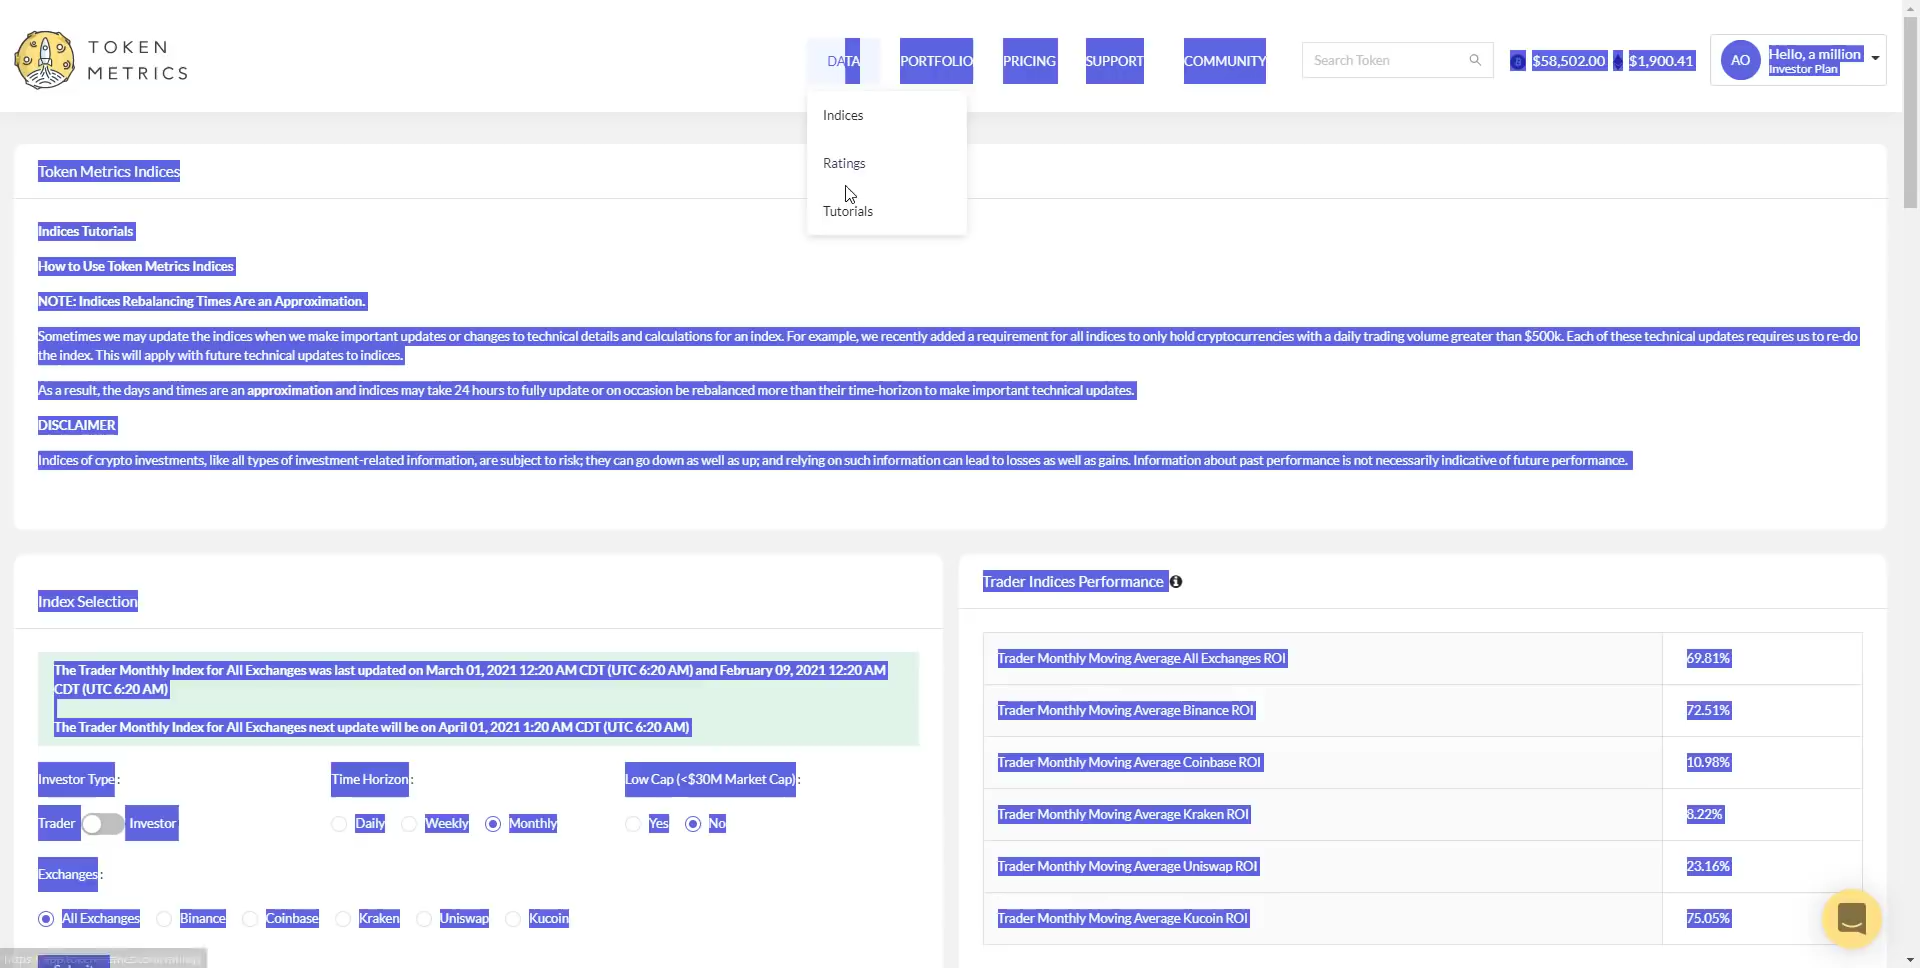 TOKEN
METRICS
DATA
PORTFOLIO
PRICING
SUPPORT
COMMUNITY
Search Token
$58,502.00
$1,900.41
AO
Hello, a million
Investor Plan
Indices
Ratings
Tutorials
Token Metrics Indices
Indices Tutorials
How to Use Token Metrics Indices
NOTE: Indices Rebalancing Times Are an Approximation.
Sometimes we may update the indices when we make important updates or changes to technical details and calculations for an index. For example, we recently added a requirement for all indices to only hold cryptocurrencies with a daily trading volume greater than $500k. Each of these technical updates requires us to re-do
the index. This will apply with future technical updates to indices.
As a result, the days and times are an approximation and indices may take 24 hours to fully update or on occasion be rebalanced more than their time-horizon to make important technical updates.
DISCLAIMER
Indices of crypto investments, like all types of investment-related information, are subject to risk; they can go down as well as up; and relying on such information can lead to losses as well as gains. Information about past performance is not necessarily indicative of future performance.
Index Selection
The Trader Monthly Index for All Exchanges was last updated on March 01, 2021 12:20 AM CDT (UTC 6:20 AM) and February 09, 2021 12:20 AM
CDT (UTC 6:20 AM)
The Trader Monthly Index for All Exchanges next update will be on April 01, 2021 1:20 AM CDT (UTC 6:20 AM)
Investor Type:
Time Horizon:
Low Cap (<$30M Market Cap):
Trader
Investor
Daily
Weekly
Monthly
Yes
No
Exchanges:
All Exchanges
Binance
Coinbase
Kraken
Uniswap
Kucoin
Trader Indices Performance
Trader Monthly Moving Average All Exchanges ROI
69.81%
Trader Monthly Moving Average Binance ROI
72.51%
Trader Monthly Moving Average Coinbase ROI
10.98%
Trader Monthly Moving Average Kraken ROI
8.22%
Trader Monthly Moving Average Uniswap ROI
23.16%
Trader Monthly Moving Average Kucoin ROI
75.05%